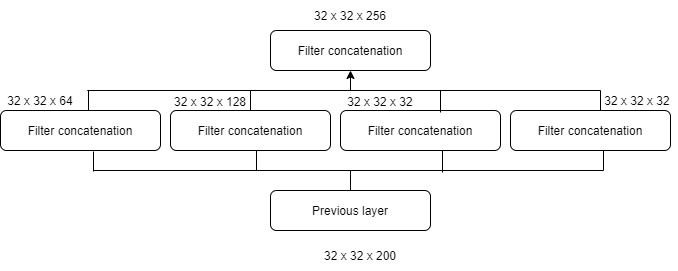 32 x 32 x 256
Filter concatenation
32 x 32 x 64
32 x 32 x 128
32 x 32 x 32
32 x 32 x 32
Filter concatenation
Filter concatenation
Filter concatenation
Filter concatenation
Previous layer
32 x 32 x 200